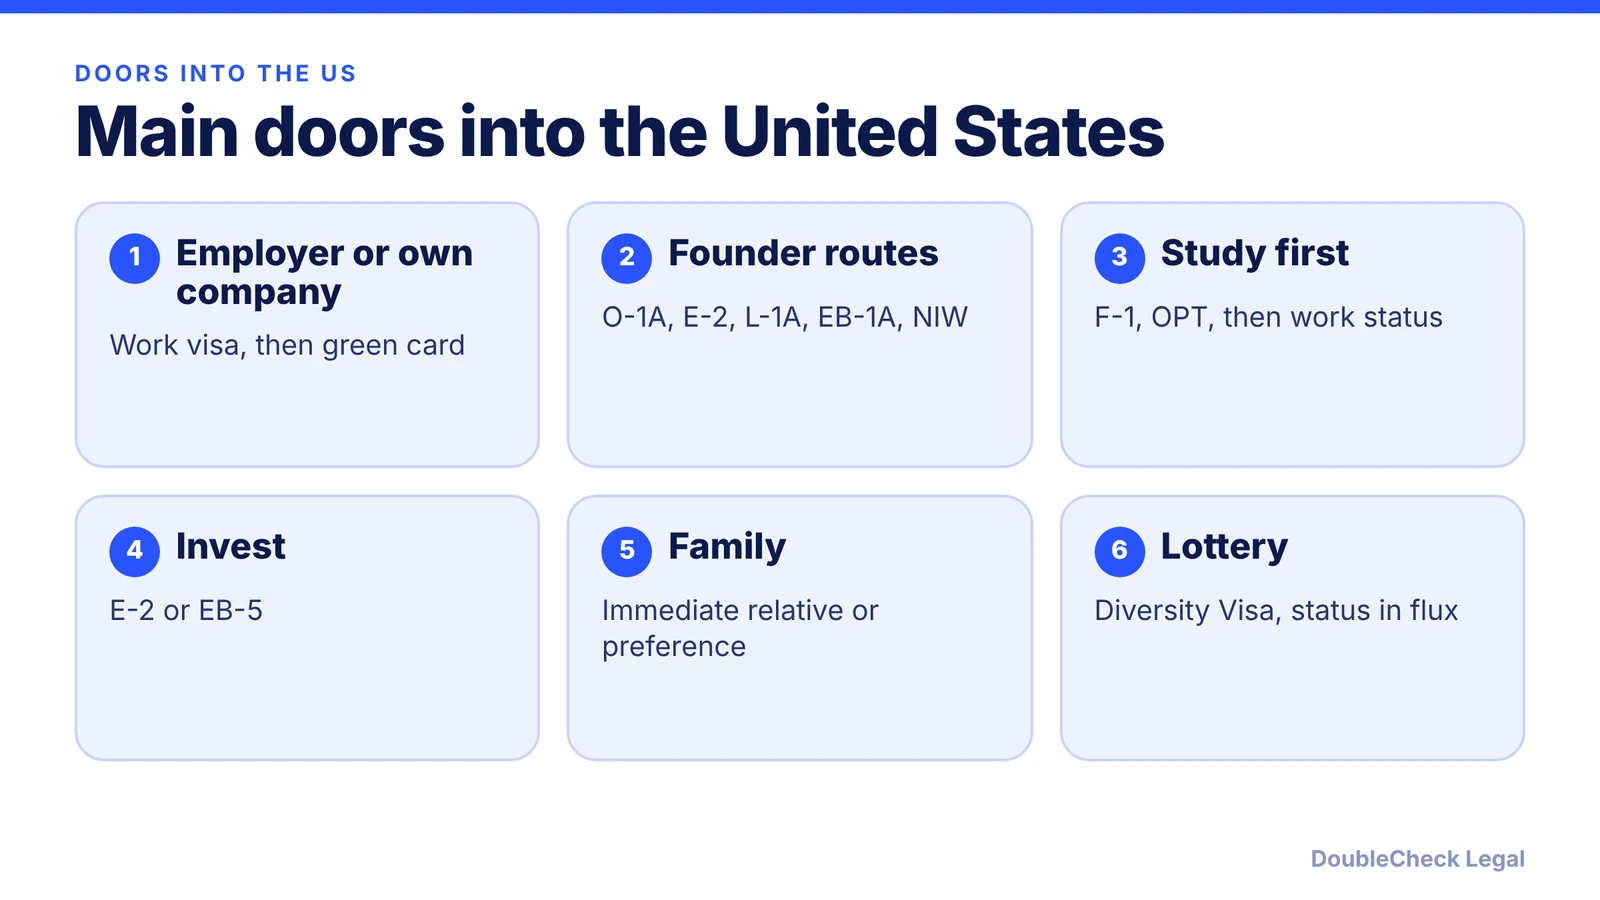 DOORS INTO THE US
Main doors into the United States
1
Employer or own
company
Work visa, then green card
2
Founder routes
O-1A, E-2, L-1A, EB-1A, NIW
3
Study first
F-1, OPT, then work status
4
Invest
E-2 or EB-5
5
Family
Immediate relative or
preference
6
Lottery
Diversity Visa, status in flux
DoubleCheck Legal